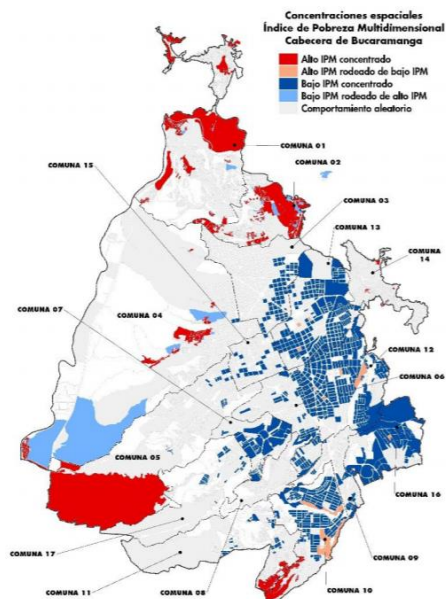 Concentraciones espaciales
Índice de Pobreza Multidimensional
Cabecera de Bucaramanga
Alto IPM concentrado
Alto IPM rodeado de bajo IPM
Bajo IPM concentrado
Bajo IPM rodeado de alto IPM
Comportamiento aleatorio
COMUNA 01
COMUNA 15
COMUNA 02
COMUNA 03
COMUNA 13
COMUNA
14
COMUNA 07
COMUNA 04
COMUNA 12
COMUNA 06
COMUNA 05
COMUNA 16
COMUNA 17
COMUNA 09
COMUNA 11
COMUNA 08
COMUNA 10